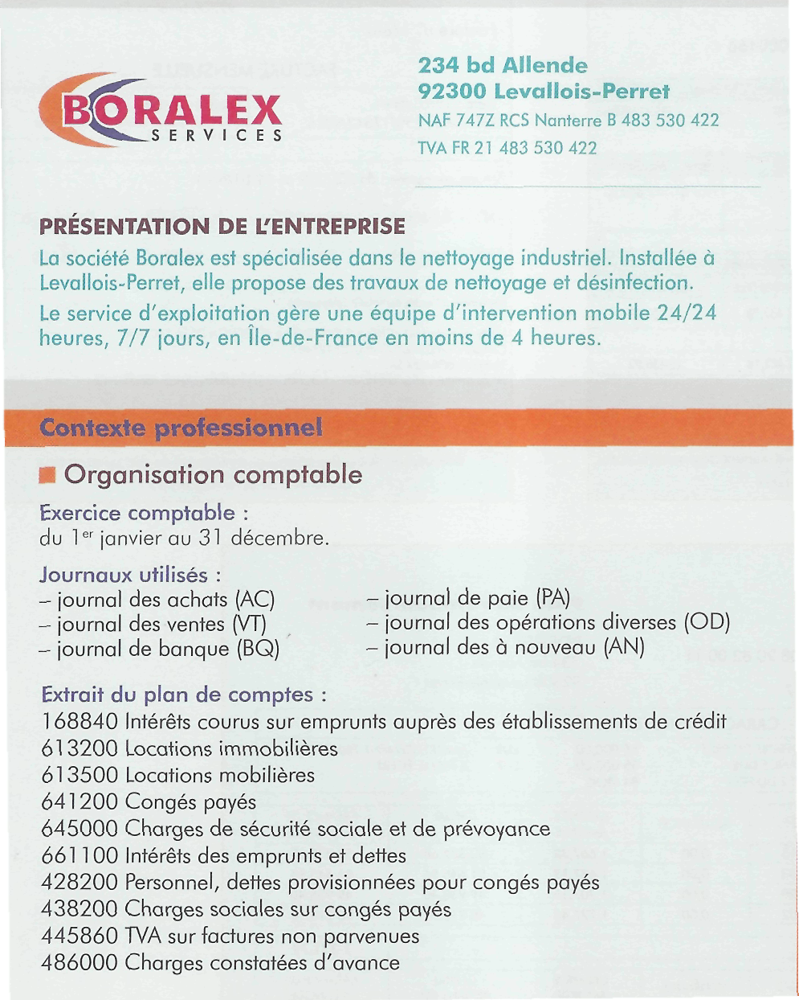 BORALEX
SERVICES
234 bd Allende
92300 Levallois-Perret
NAF 747Z RCS Nanterre B 483 530 422
TVA FR 21 483 530 422
PRÉSENTATION DE L'ENTREPRISE
La société Boralex est spécialisée dans le nettoyage industriel. Installée à
Levallois-Perret, elle propose des travaux de nettoyage et désinfection.
Le service d'exploitation gère une équipe d'intervention mobile 24/24
heures, 7/7 jours, en Île-de-France en moins de 4 heures.
Contexte professionnel
Organisation comptable
Exercice comptable :
du 1er janvier au 31 décembre.
Journaux utilisés :
– journal des achats (AC)
– journal des ventes (VT)
– journal de banque (BQ)
– journal de paie (PA)
– journal des opérations diverses (OD)
– journal des à nouveau (AN)
Extrait du plan de comptes :
168840 Intérêts courus sur emprunts auprès des établissements de crédit
613200 Locations immobilières
613500 Locations mobilières
641200 Congés payés
645000 Charges de sécurité sociale et de prévoyance
661100 Intérêts des emprunts et dettes
428200 Personnel, dettes provisionnées pour congés payés
438200 Charges sociales sur congés payés
445860 TVA sur factures non parvenues
486000 Charges constatées d'avance